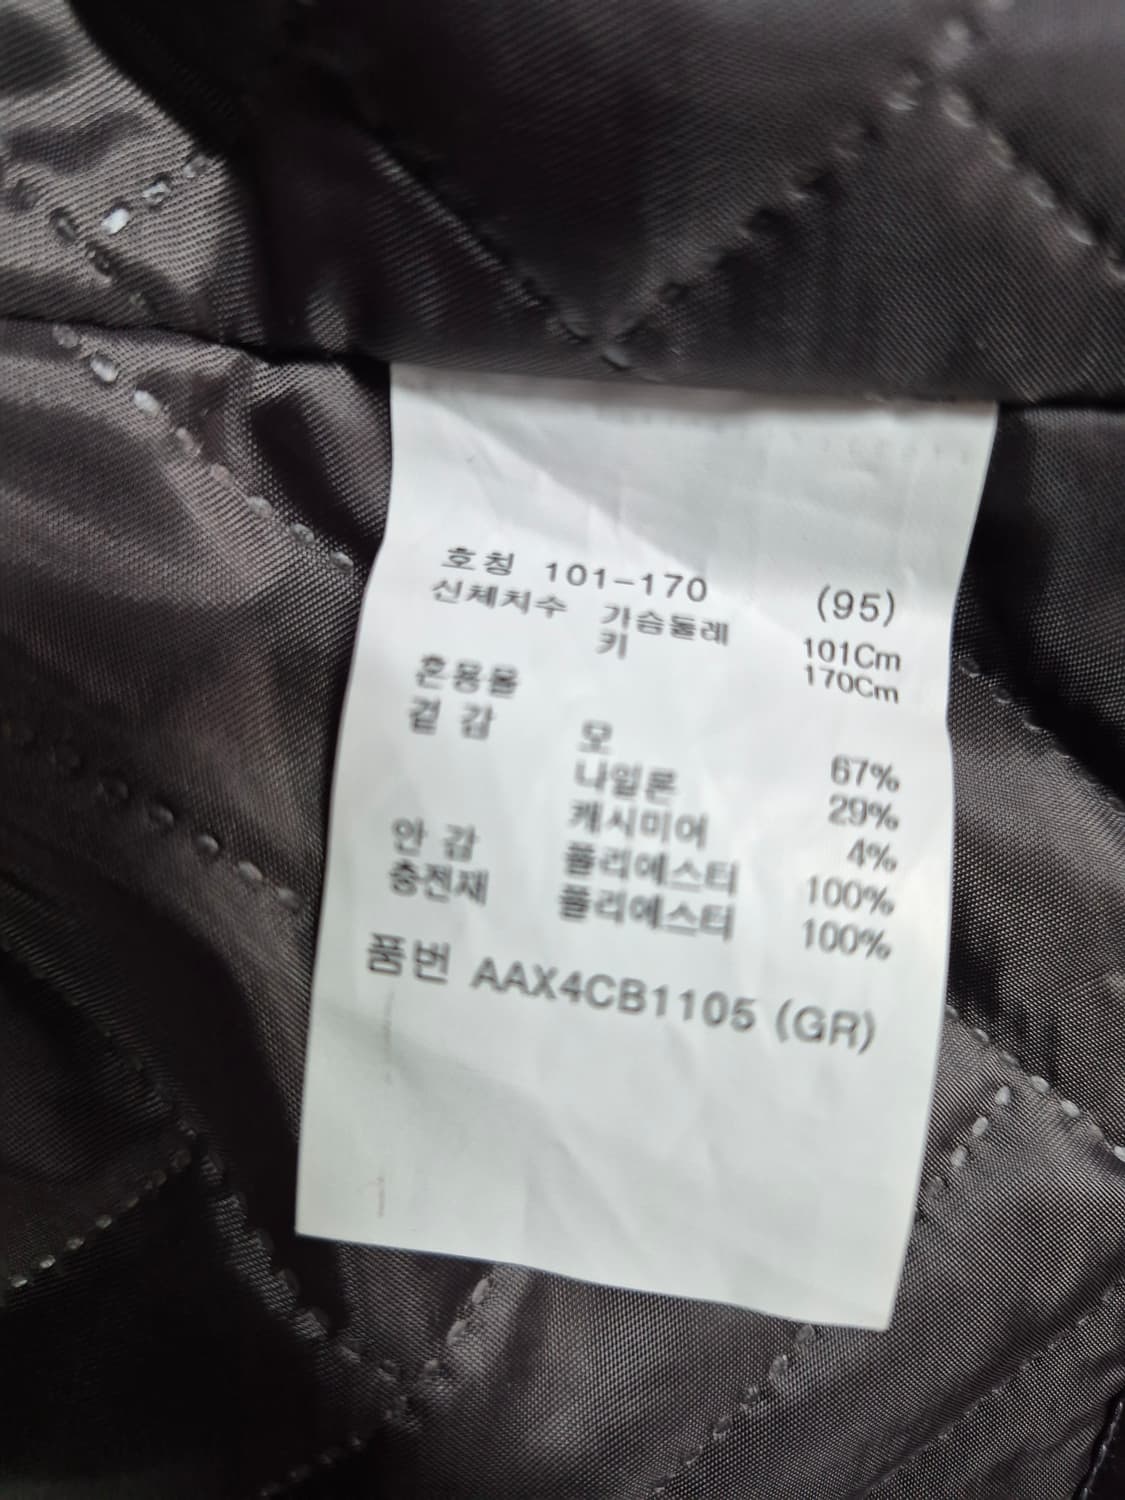 호칭 101-170 (95)
신체치수 가슴둘레 101Cm
키 170Cm
혼용율
겉 감 모 67%
나일론 29%
캐시미어 4%
안 감 폴리에스터 100%
충전재 폴리에스터 100%
품번 AAX4CB1105 (GR)